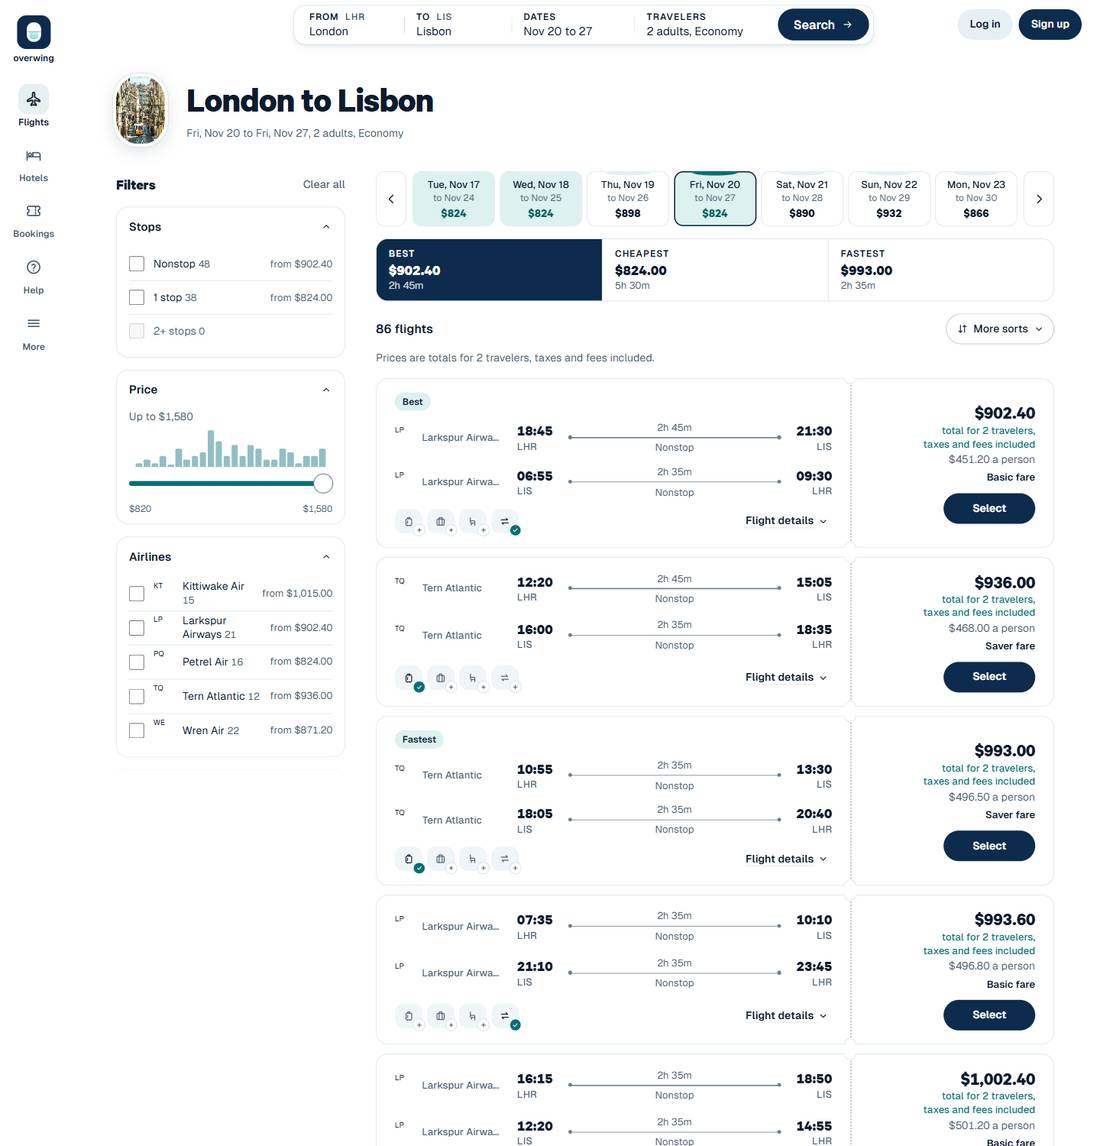 overwing
Flights
Hotels
Bookings
Help
More
FROM LHR
London
TO LIS
Lisbon
DATES
Nov 20 to 27
TRAVELERS
2 adults, Economy
Search
Log in
Sign up
London to Lisbon
Fri, Nov 20 to Fri, Nov 27, 2 adults, Economy
Filters
Clear all
Stops
Nonstop 48 from $902.40
1 stop 38 from $824.00
2+ stops 0
Price
Up to $1,580
$820 $1,580
Airlines
KT Kittiwake Air 15 from $1,015.00
LP Larkspur Airways 21 from $902.40
PQ Petrel Air 16 from $824.00
TQ Tern Atlantic 12 from $936.00
WE Wren Air 22 from $871.20
Tue, Nov 17
to Nov 24
$824
Wed, Nov 18
to Nov 25
$824
Thu, Nov 19
to Nov 26
$898
Fri, Nov 20
to Nov 27
$824
Sat, Nov 21
to Nov 28
$890
Sun, Nov 22
to Nov 29
$932
Mon, Nov 23
to Nov 30
$866
BEST
$902.40
2h 45m
CHEAPEST
$824.00
5h 30m
FASTEST
$993.00
2h 35m
86 flights
More sorts
Prices are totals for 2 travelers, taxes and fees included.
Best
LP Larkspur Airwa... 18:45 LHR 2h 45m Nonstop 21:30 LIS
LP Larkspur Airwa... 06:55 LIS 2h 35m Nonstop 09:30 LHR
Flight details
$902.40
total for 2 travelers,
taxes and fees included
$451.20 a person
Basic fare
Select
TQ Tern Atlantic 12:20 LHR 2h 45m Nonstop 15:05 LIS
TQ Tern Atlantic 16:00 LIS 2h 35m Nonstop 18:35 LHR
Flight details
$936.00
total for 2 travelers,
taxes and fees included
$468.00 a person
Saver fare
Select
Fastest
TQ Tern Atlantic 10:55 LHR 2h 35m Nonstop 13:30 LIS
TQ Tern Atlantic 18:05 LIS 2h 35m Nonstop 20:40 LHR
Flight details
$993.00
total for 2 travelers,
taxes and fees included
$496.50 a person
Saver fare
Select
LP Larkspur Airwa... 07:35 LHR 2h 35m Nonstop 10:10 LIS
LP Larkspur Airwa... 21:10 LIS 2h 35m Nonstop 23:45 LHR
Flight details
$993.60
total for 2 travelers,
taxes and fees included
$496.80 a person
Basic fare
Select
LP Larkspur Airwa... 16:15 LHR 2h 35m Nonstop 18:50 LIS
LP Larkspur Airwa... 12:20 LIS 2h 35m Nonstop 14:55 LHR
$1,002.40
total for 2 travelers,
taxes and fees included
$501.20 a person
Basic fare